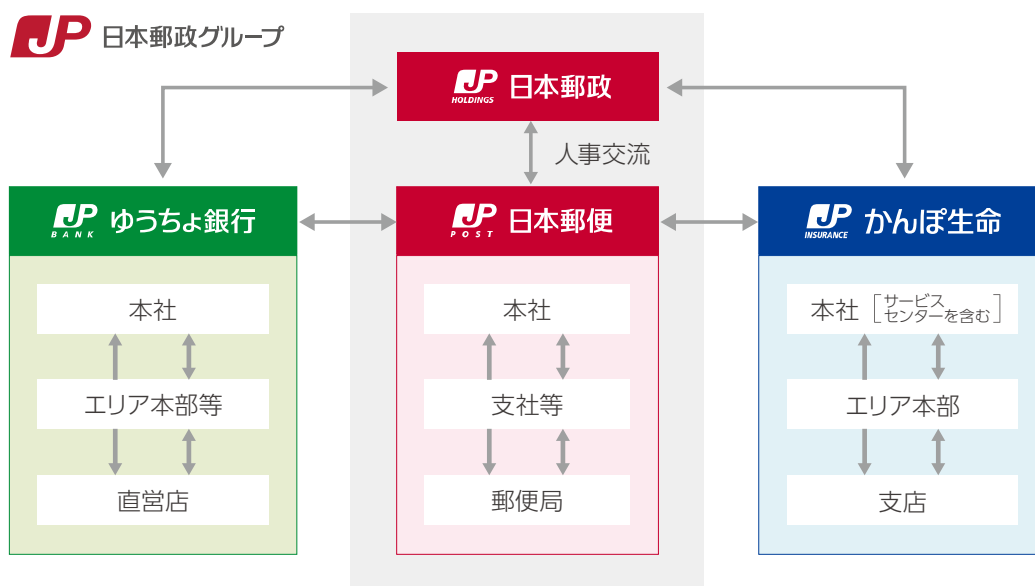 JP 日本郵政グループ
JP HOLDINGS 日本郵政
人事交流
JP BANK ゆうちょ銀行
本社
エリア本部等
直営店
JP POST 日本郵便
本社
支社等
郵便局
JP INSURANCE かんぽ生命
本社 [サービス
センターを含む]
エリア本部
支店